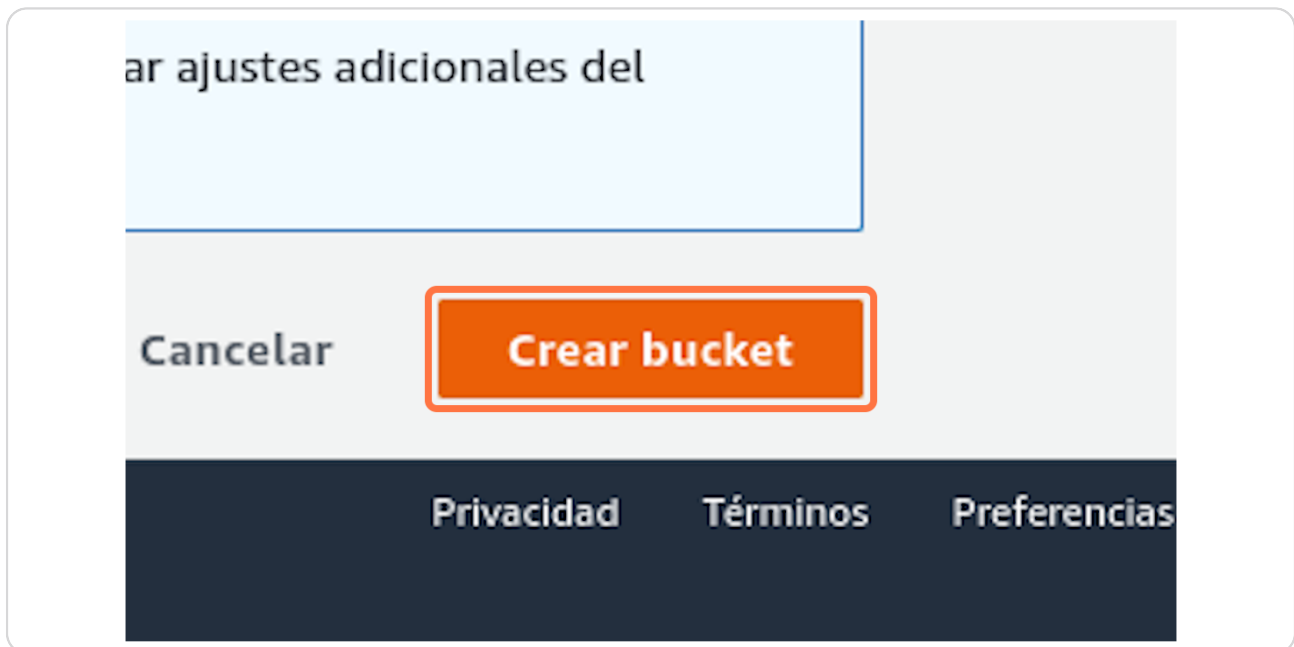 ar ajustes adicionales del
Cancelar Crear bucket
Privacidad Términos Preferencias